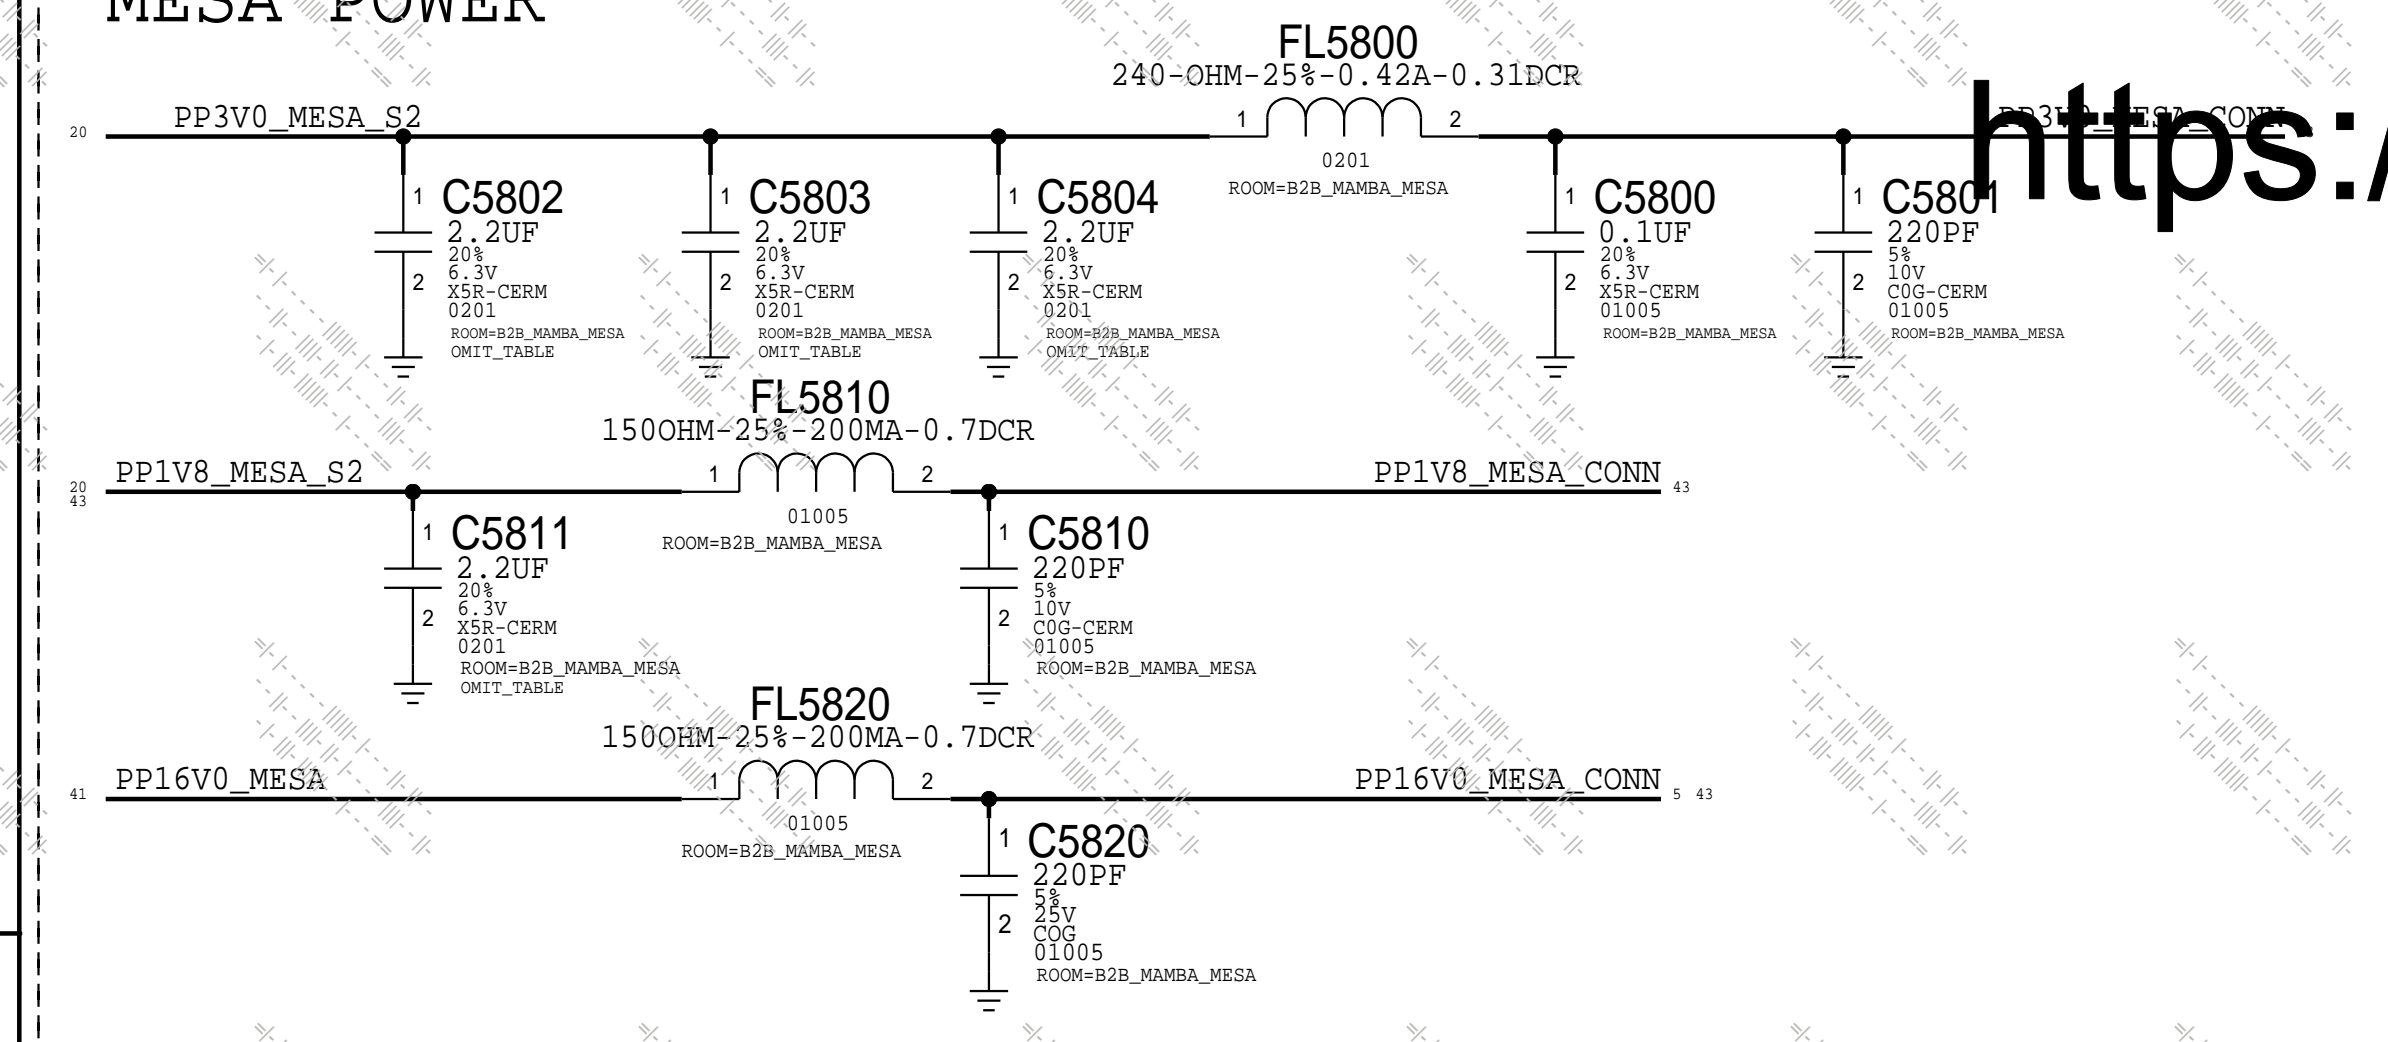 MESA POWER
FL5800
240-OHM-25%-0.42A-0.31DCR
https:/
20
PP3V0_MESA_S2
1
2
PP3V0_MESA_CONN
0201
ROOM=B2B_MAMBA_MESA
1
C5802
2.2UF
20%
6.3V
2
X5R-CERM
0201
ROOM=B2B_MAMBA_MESA
OMIT_TABLE
1
C5803
2.2UF
20%
6.3V
2
X5R-CERM
0201
ROOM=B2B_MAMBA_MESA
OMIT_TABLE
1
C5804
2.2UF
20%
6.3V
2
X5R-CERM
0201
ROOM=B2B_MAMBA_MESA
OMIT_TABLE
1
C5800
0.1UF
20%
6.3V
2
X5R-CERM
01005
ROOM=B2B_MAMBA_MESA
1
C5801
220PF
5%
10V
2
C0G-CERM
01005
ROOM=B2B_MAMBA_MESA
FL5810
150OHM-25%-200MA-0.7DCR
20
43
PP1V8_MESA_S2
1
2
PP1V8_MESA_CONN
43
01005
ROOM=B2B_MAMBA_MESA
1
C5811
2.2UF
20%
6.3V
2
X5R-CERM
0201
ROOM=B2B_MAMBA_MESA
OMIT_TABLE
1
C5810
220PF
5%
10V
2
C0G-CERM
01005
ROOM=B2B_MAMBA_MESA
FL5820
150OHM-25%-200MA-0.7DCR
41
PP16V0_MESA
1
2
PP16V0_MESA_CONN
5 43
01005
ROOM=B2B_MAMBA_MESA
1
C5820
220PF
5%
25V
2
COG
01005
ROOM=B2B_MAMBA_MESA